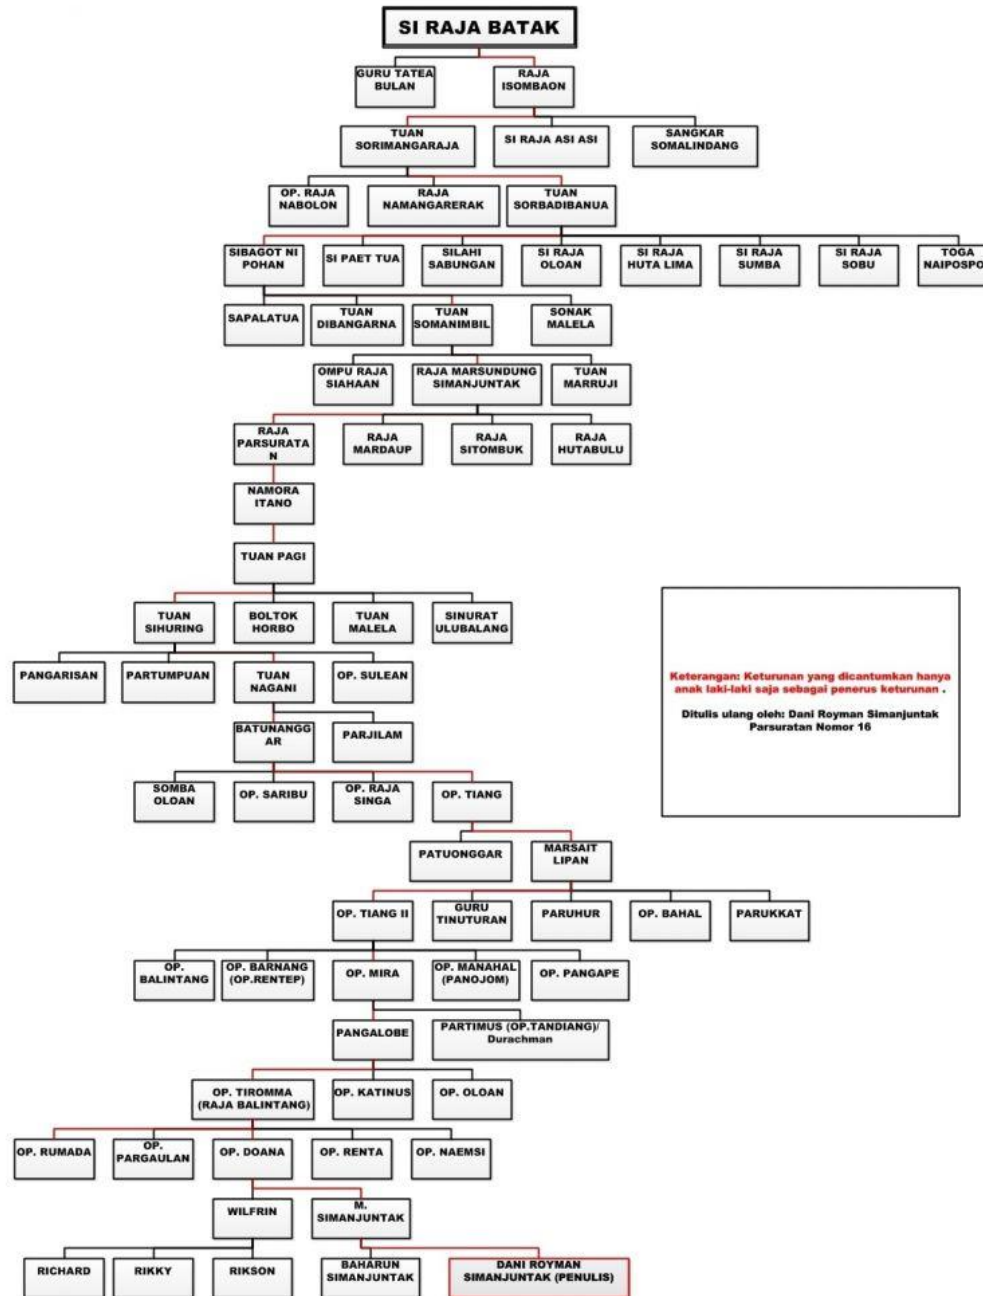 SI RAJA BATAK
GURU TATEA
BULAN
RAJA
ISOMBAON
TUAN
SORIMANGARAJA
SI RAJA ASI ASI
SANGKAR
SOMALINDANG
OP. RAJA
NABOLON
RAJA
NAMANGARERAK
TUAN
SORBADIBANUA
SIBAGOT NI
POHAN
SI PAET TUA
SILAHI
SABUNGAN
SI RAJA
OLOAN
SI RAJA
HUTA LIMA
SI RAJA
SUMBA
SI RAJA
SOBU
TOGA
NAIPOSPO
SAPALATUA
TUAN
DIBANGARNA
TUAN
SOMANIMBIL
SONAK
MALELA
OMPU RAJA
SIAHAAN
RAJA MARSUNDUNG
SIMANJUNTAK
TUAN
MARRUJI
RAJA
PARSURATA
N
RAJA
MARDAUP
RAJA
SITOMBUK
RAJA
HUTABULU
NAMORA
ITANO
TUAN PAGI
TUAN
SIHURING
BOLTOK
HORBO
TUAN
MALELA
SINURAT
ULUBALANG
PANGARISAN
PARTUMPUAN
TUAN
NAGANI
OP. SULEAN
BATUNANGG
AR
PARJILAM
Keterangan: Keturunan yang dicantumkan hanya
anak laki-laki saja sebagai penerus keturunan .
Ditulis ulang oleh: Dani Royman Simanjuntak
Parsuratan Nomor 16
SOMBA
OLOAN
OP. SARIBU
OP. RAJA
SINGA
OP. TIANG
PATUONGGAR
MARSAIT
LIPAN
OP. TIANG II
GURU
TINUTURAN
PARUHUR
OP. BAHAL
PARUKKAT
OP.
BALINTANG
OP. BARNANG
(OP.RENTEP)
OP. MIRA
OP. MANAHAL
(PANOJOM)
OP. PANGAPE
PANGALOBE
PARTIMUS (OP.TANDIANG)/
Durachman
OP. TIROMMA
(RAJA BALINTANG)
OP. KATINUS
OP. OLOAN
OP. RUMADA
OP.
PARGAULAN
OP. DOANA
OP. RENTA
OP. NAEMSI
WILFRIN
M.
SIMANJUNTAK
RICHARD
RIKKY
RIKSON
BAHARUN
SIMANJUNTAK
DANI ROYMAN
SIMANJUNTAK (PENULIS)